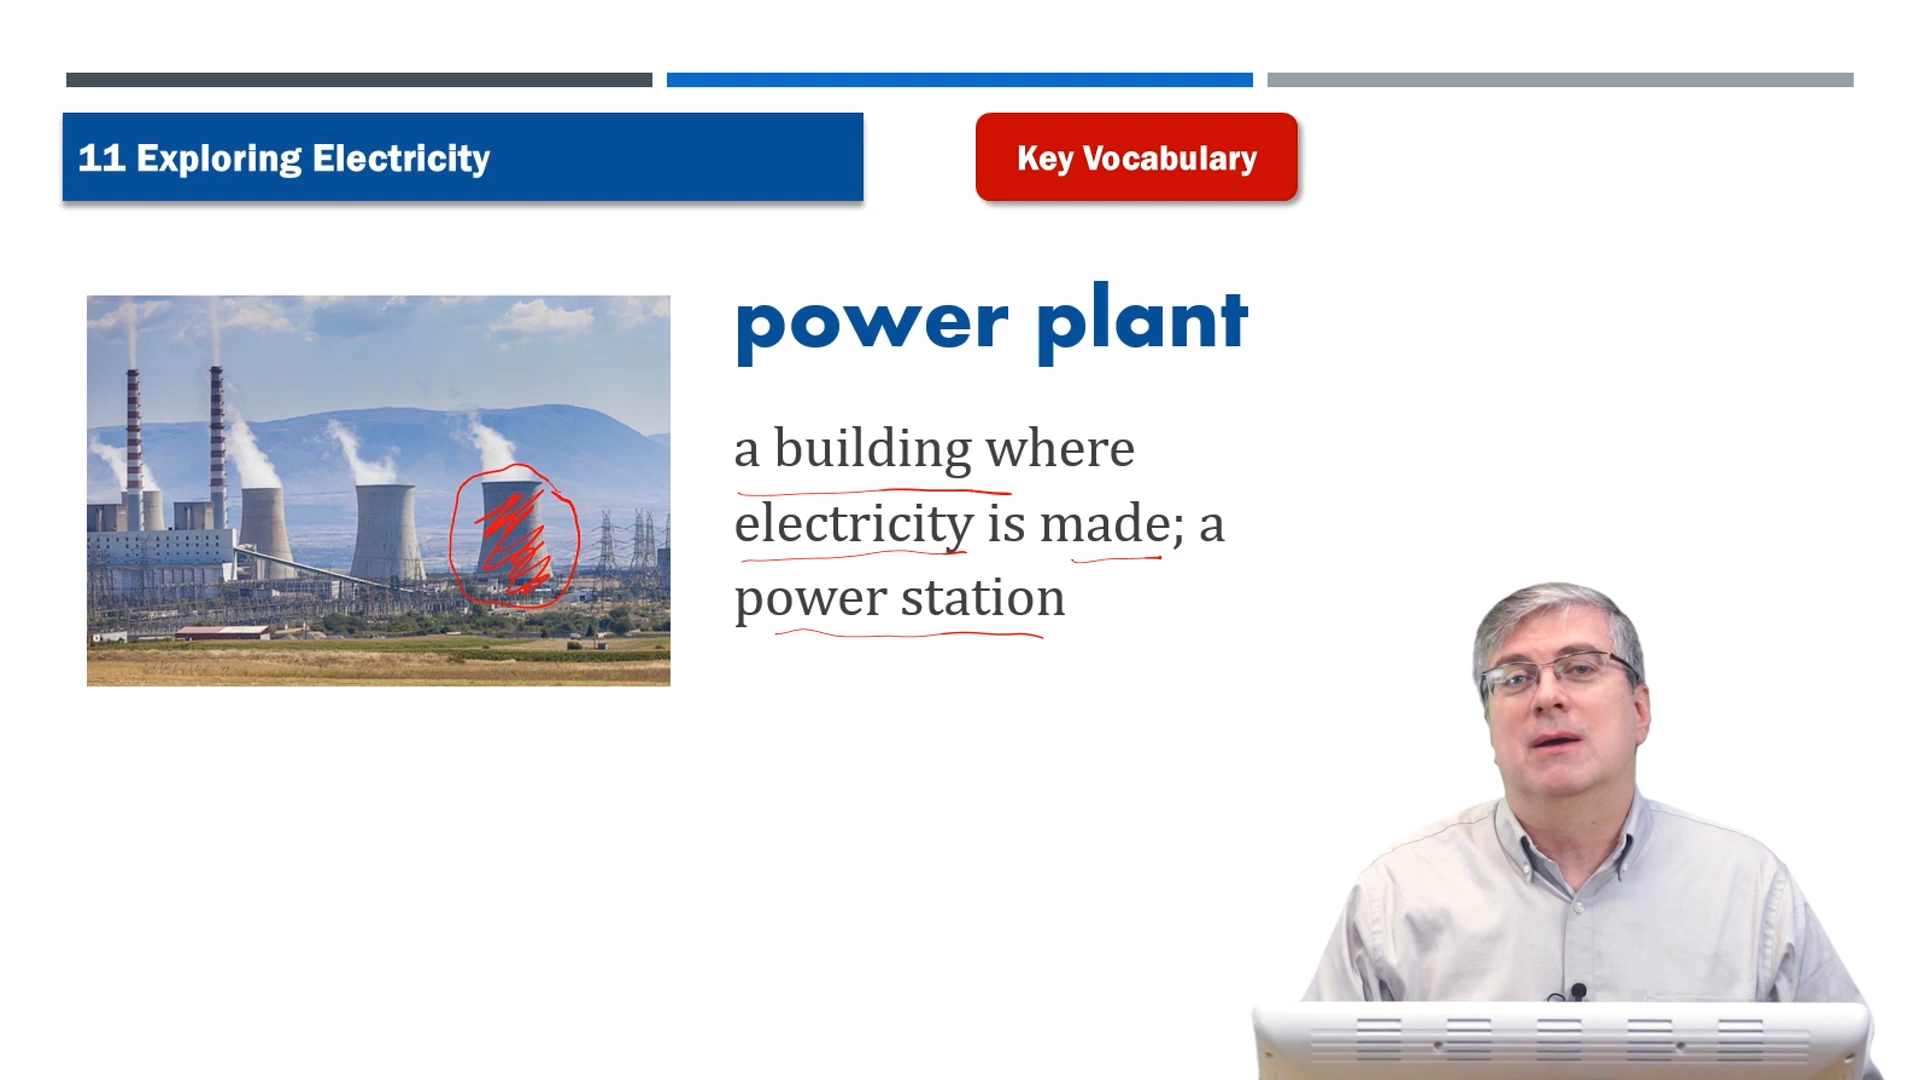 11 Exploring Electricity
Key Vocabulary
power plant
a building where
electricity is made; a
power station